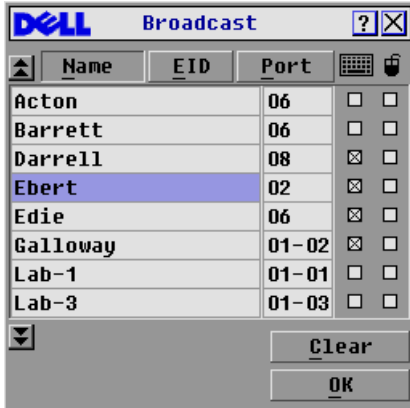 DELL Broadcast ? X
Name EID Port
Acton 06
Barrett 06
Darrell 08
Ebert 02
Edie 06
Galloway 01-02
Lab-1 01-01
Lab-3 01-03
Clear
OK